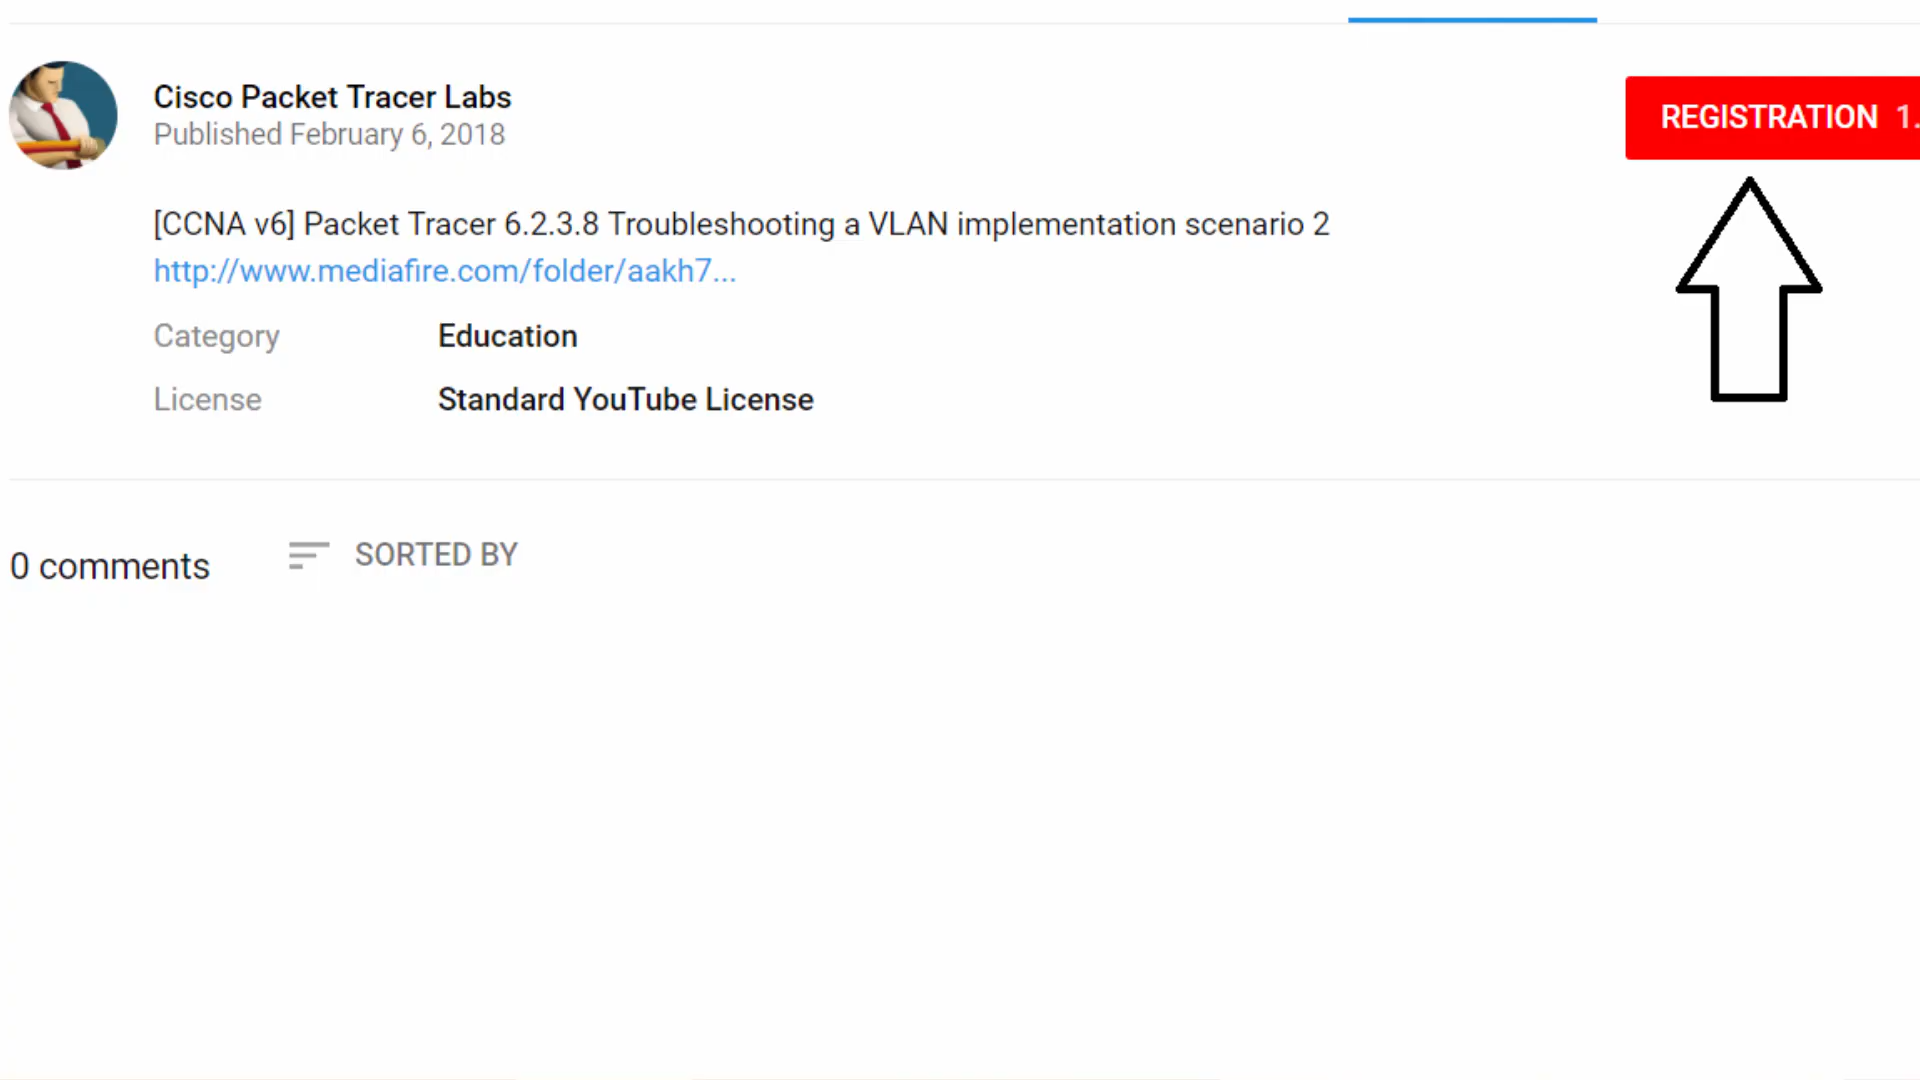 Cisco Packet Tracer Labs
Published February 6, 2018
REGISTRATION 1.
[CCNA v6] Packet Tracer 6.2.3.8 Troubleshooting a VLAN implementation scenario 2
http://www.mediafire.com/folder/aakh7...
Category Education
License Standard YouTube License
0 comments SORTED BY